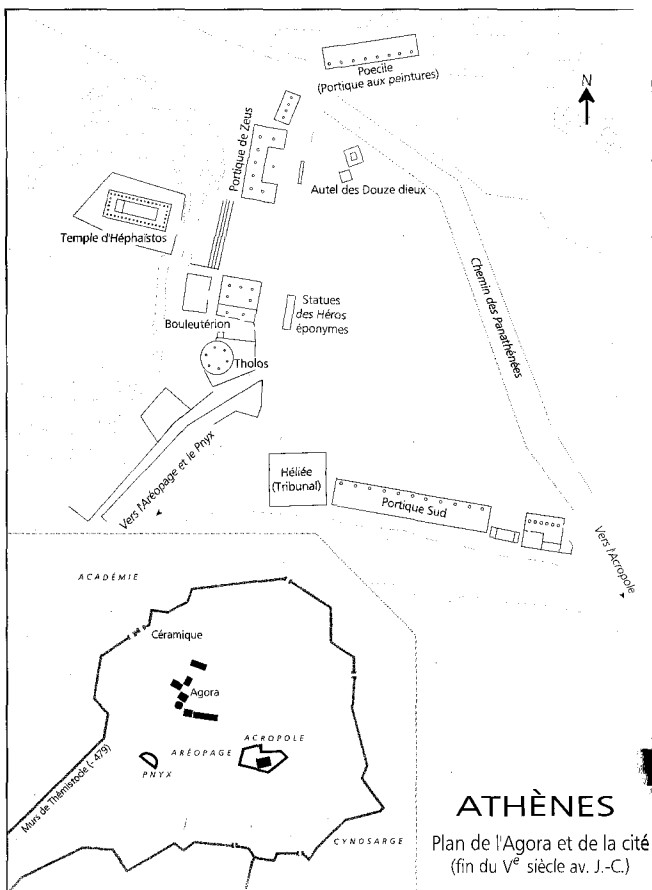 Poecile
(Portique aux peintures)
N
Portique de Zeus
Autel des Douze dieux
Temple d'Héphaïstos
Chemin des Panathénées
Statues
des Héros
éponymes
Bouleutérion
Tholos
Vers l'Aréopage et le Pnyx
Héliée
(Tribunal)
Portique Sud
Vers l'Acropole
ACADÉMIE
Céramique
Agora
ACROPOLE
ARÉOPAGE
PNYX
Murs de Thémistocle (- 479)
CYNOSARGE
ATHÈNES
Plan de l'Agora et de la cité
(fin du Ve siècle av. J.-C.)